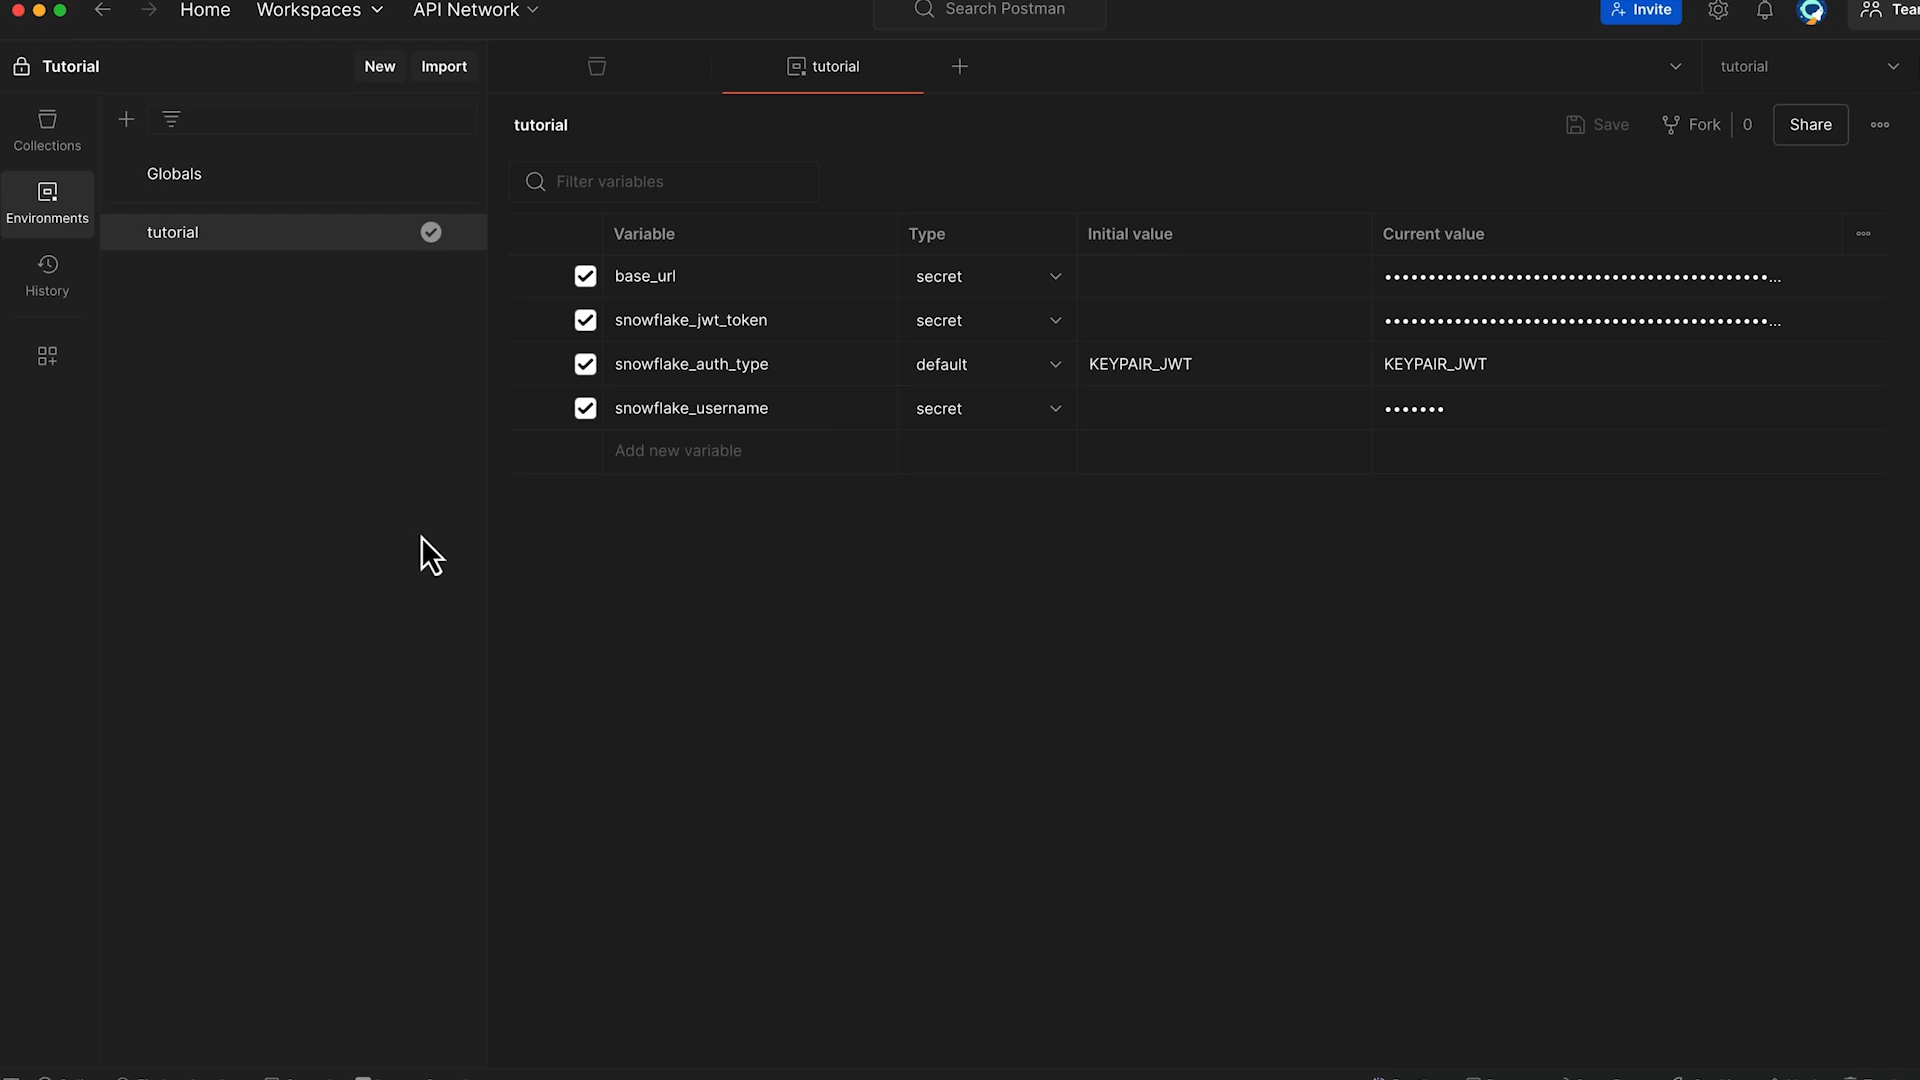 Home Workspaces API Network Search Postman Invite
Tutorial New Import tutorial tutorial
Collections
Environments
History
Globals
tutorial
tutorial Save Fork 0 Share
Filter variables
Variable Type Initial value Current value
base_url secret ••••••••••••••••••••••••••••••••••••••••••••...
snowflake_jwt_token secret ••••••••••••••••••••••••••••••••••••••••••••...
snowflake_auth_type default KEYPAIR_JWT KEYPAIR_JWT
snowflake_username secret •••••••
Add new variable